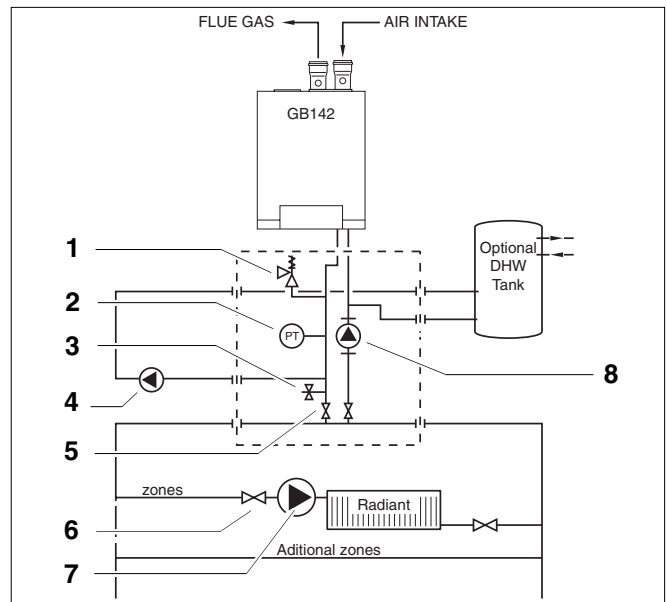 FLUE GAS
AIR INTAKE
GB142
1
Optional
DHW
Tank
2
PT
3
8
4
5
zones
Radiant
6
7
Aditional zones